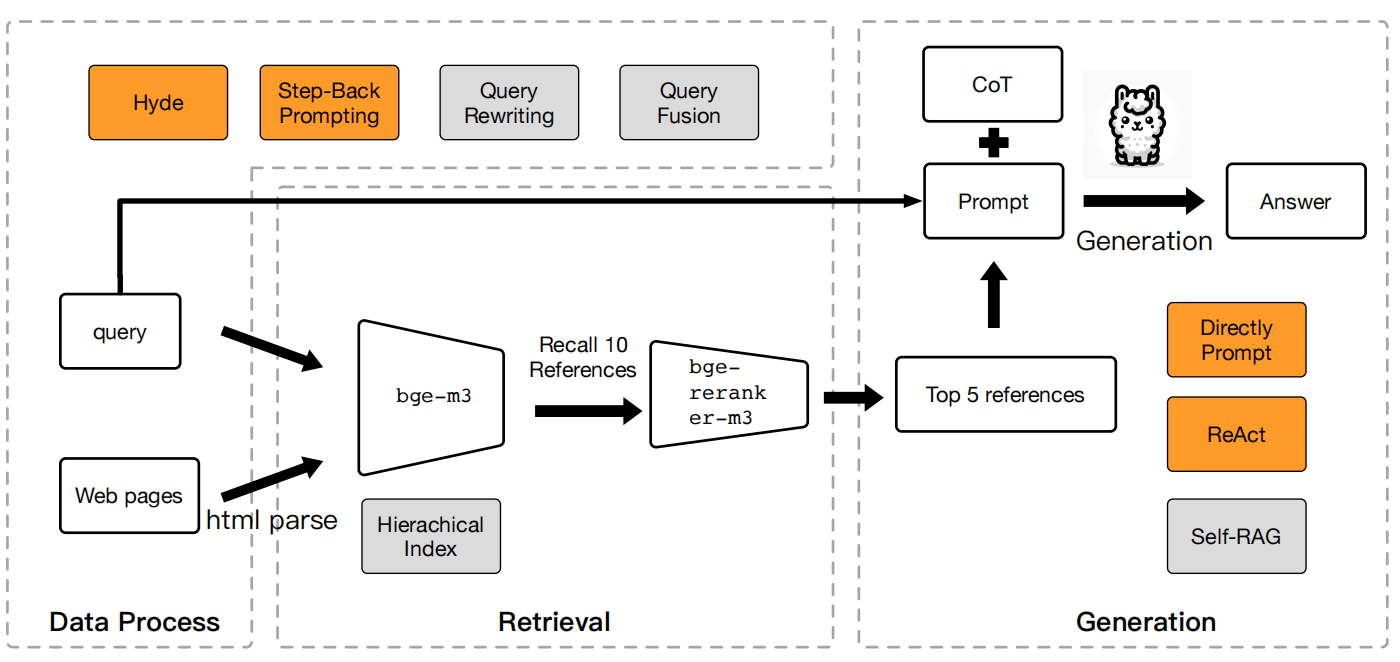 Hyde
Step-Back
Prompting
Query
Rewriting
Query
Fusion
query
Web pages
html parse
Data Process
bge-m3
Recall 10
References
bge-
rerank
er-m3
Hierachical
Index
Retrieval
CoT
Prompt
Generation
Answer
Top 5 references
Directly
Prompt
ReAct
Self-RAG
Generation